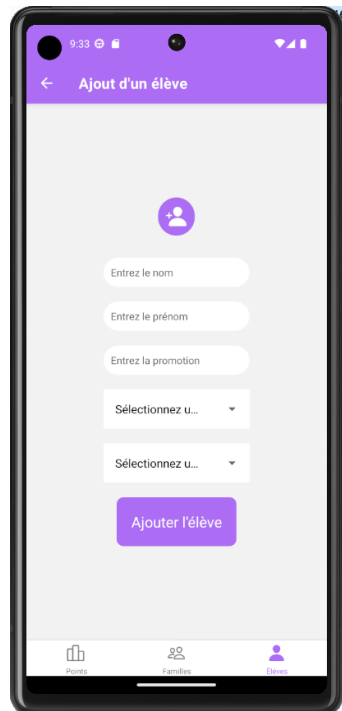 9:33
Ajout d'un élève
Entrez le nom
Entrez le prénom
Entrez la promotion
Sélectionnez u...
Sélectionnez u...
Ajouter l'élève
Points
Familles
Élèves